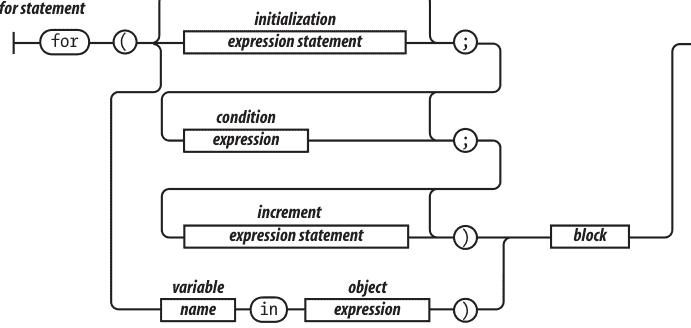 for statement
initialization
for ( expression statement ;
condition
expression ;
increment
expression statement ) block
variable object
name in expression )